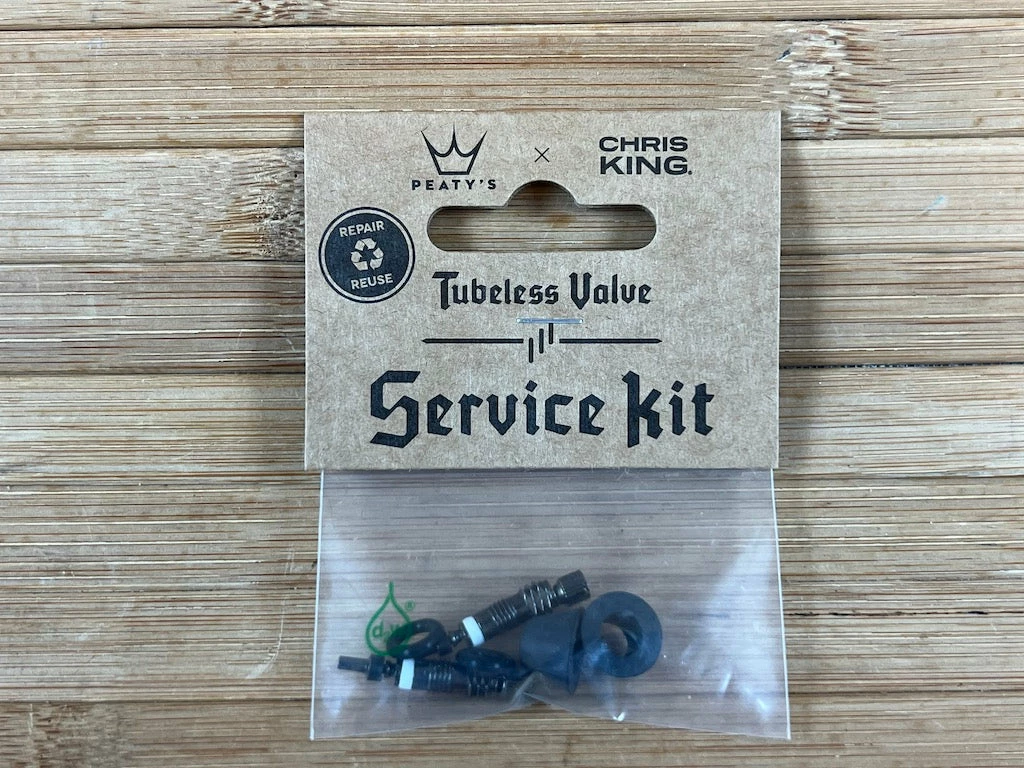 PEATY'S
×
CHRIS
KING.
REPAIR
REUSE
Tubeless Valve
Service Kit